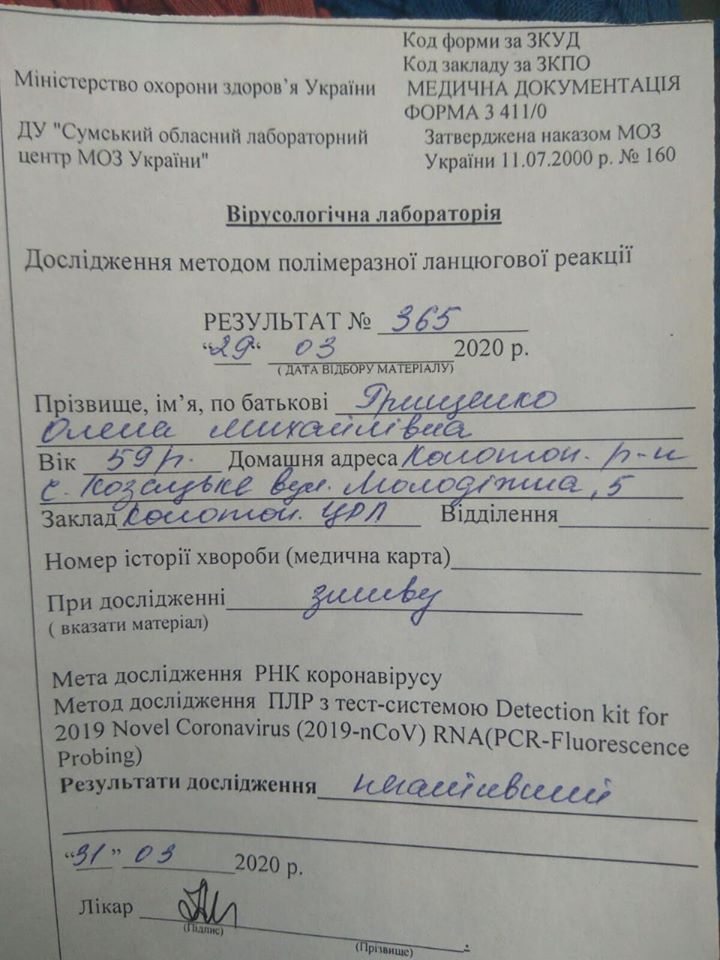 Код форми за ЗКУД
Код закладу за ЗКПО
Міністерство охорони здоров’я України
МЕДИЧНА ДОКУМЕНТАЦІЯ
ФОРМА 3 411/0
ДУ "Сумський обласний лабораторний
центр МОЗ України"
Затверджена наказом МОЗ
України 11.07.2000 р. № 160
Вірусологічна лабораторія
Дослідження методом полімеразної ланцюгової реакції
РЕЗУЛЬТАТ № 365
“29“ 03 2020 р.
( ДАТА ВІДБОРУ МАТЕРІАЛУ)
Прізвище, ім’я, по батькові Грищенко
Олена Михайлівна
Вік 59 р. Домашня адреса Конотоп. р-н
с. Козацьке вул. Молодіжна, 5
Заклад Конотоп. ЦРЛ Відділення
Номер історії хвороби (медична карта)
При дослідженні змиву
( вказати матеріал)
Мета дослідження РНК коронавірусу
Метод дослідження ПЛР з тест-системою Detection kit for
2019 Novel Coronavirus (2019-nCoV) RNA(PCR-Fluorescence
Probing)
Результати дослідження негативний
“31” 03 2020 р.
Лікар
(Підпис)
(Прізвище)